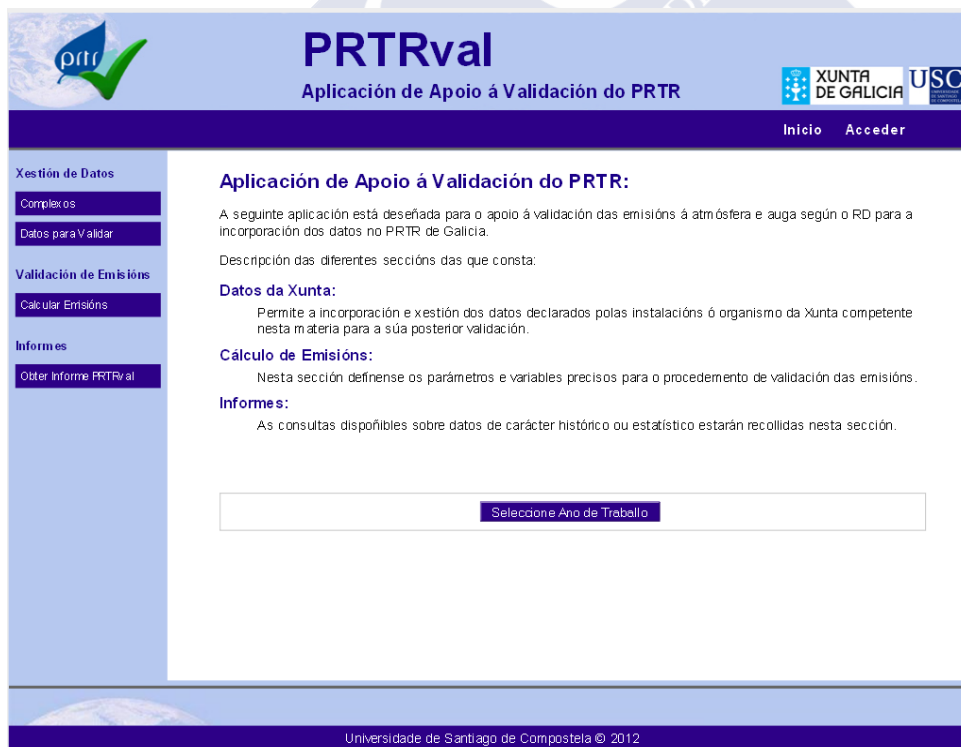 prtr
PRTRval
Aplicación de Apoio á Validación do PRTR
XUNTA
DE GALICIA
USC
Inicio Acceder
Xestión de Datos
Complexos
Datos para Validar
Validación de Emisións
Calcular Emisións
Informes
Obter Informe PRTRval
Aplicación de Apoio á Validación do PRTR:
A seguinte aplicación está deseñada para o apoio á validación das emisións á atmósfera e auga según o RD para a
incorporación dos datos no PRTR de Galicia.
Descripción das diferentes seccións das que consta:
Datos da Xunta:
Permite a incorporación e xestión dos datos declarados polas instalacións ó organismo da Xunta competente
nesta materia para a súa posterior validación.
Cálculo de Emisións:
Nesta sección defínense os parámetros e variables precisos para o procedemento de validación das emisións.
Informes:
As consultas dispoñibles sobre datos de carácter histórico ou estatístico estarán recollidas nesta sección.
Seleccione Ano de Traballo
Universidade de Santiago de Compostela © 2012